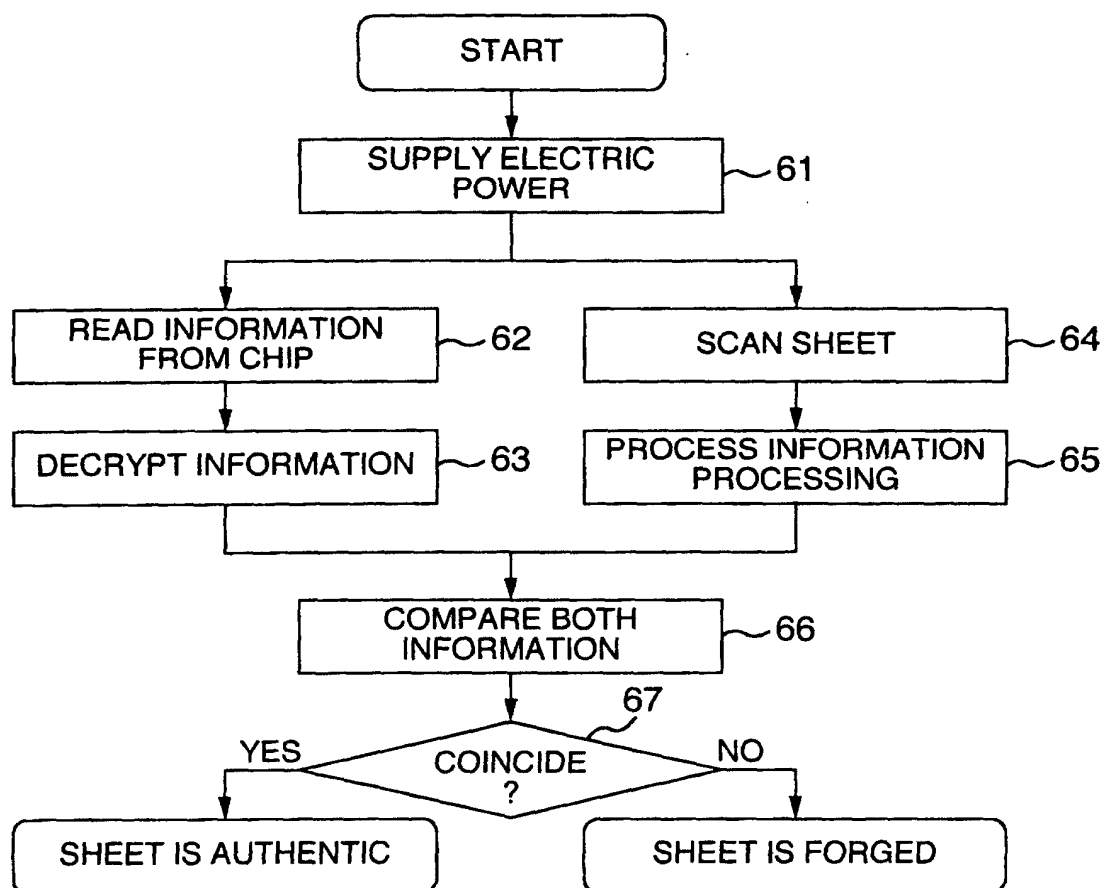 START
SUPPLY ELECTRIC
POWER
61
READ INFORMATION
FROM CHIP
62
SCAN SHEET
64
DECRYPT INFORMATION
63
PROCESS INFORMATION
PROCESSING
65
COMPARE BOTH
INFORMATION
66
67
YES
COINCIDE
?
NO
SHEET IS AUTHENTIC
SHEET IS FORGED